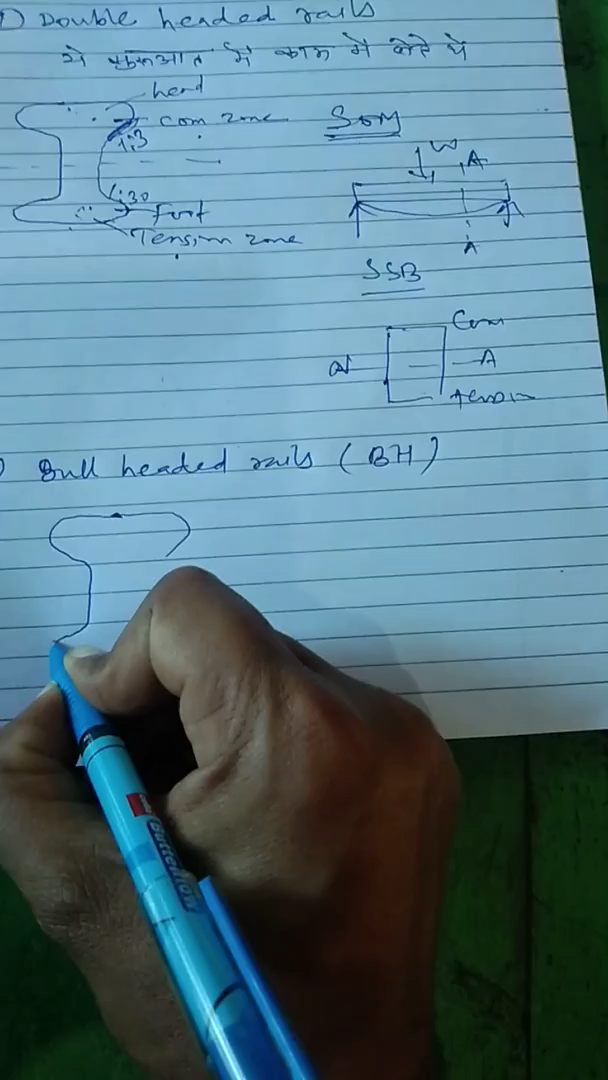 1) Double headed rails
ये शुरुआत में काम में लेते थे
head
com zone
1:3
1:30
foot
Tension zone
SOM
W A
A
SSB
Com
A
tension
Bull headed rails (BH)
Butterflow